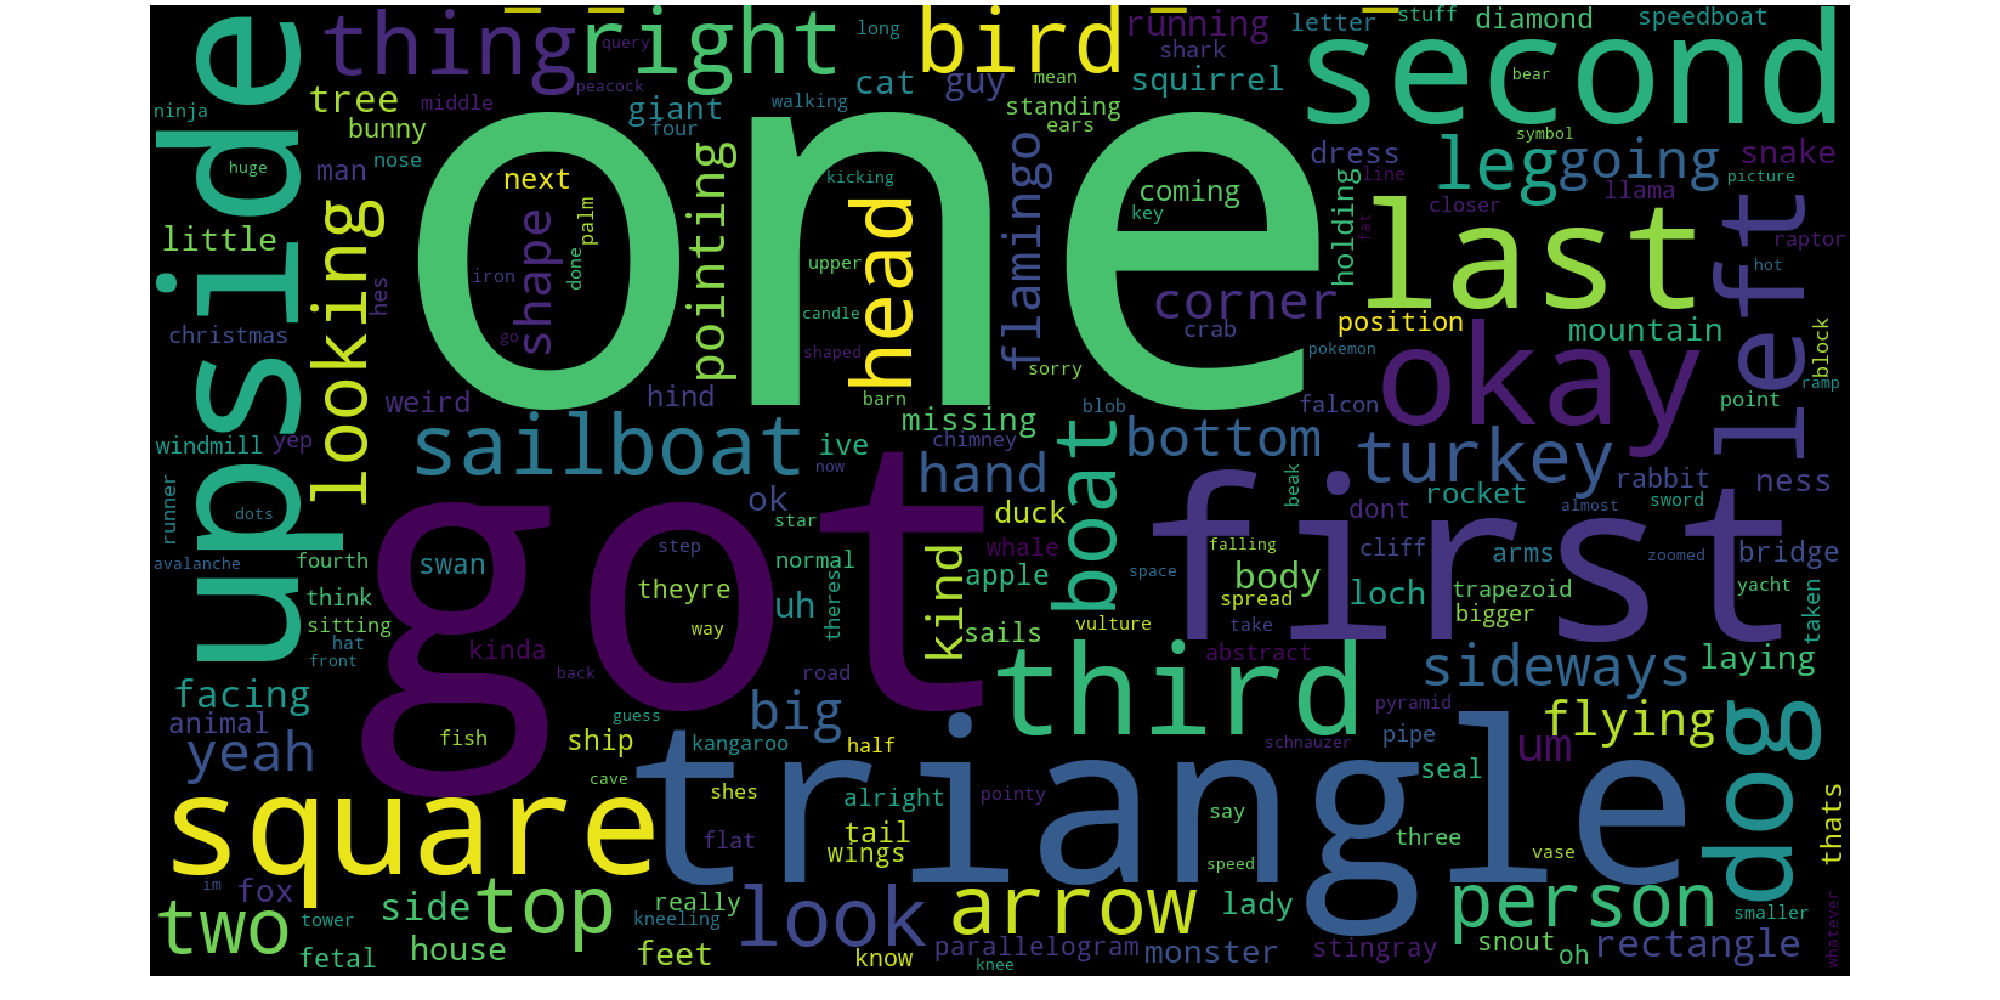 thing right bird running letter stuff diamond speedboat
query long shark second
upside peacock cat guy mean squirrel bear
ninja tree middle giant walking standing
bunny four ears symbol
huge man nose one pointing flamingo dress leg going snake
next kicking coming holding line llama picture
looking shape done palm head key closer last left
little upper fat raptor
hes iron candle corner hot
christmas go shaped crab position mountain block
sorry pokemon okay ramp
weird hind barn blob falcon point
windmill yep sailboat ive missing chimney boat bottom turkey
now hand beak rabbit ness
runner dots ok star duck rocket sword
got first dont almost
avalanche fourth swan step normal kind whale falling cliff arms zoomed bridge
think theyre uh theres apple space body loch trapezoid yacht
sitting way sails vulture spread bigger taken
hat take
front kinda back road third abstract sideways laying
facing guess big pyramid dog
animal fish ship kangaroo half schnauzer pipe flying
yeah cave triangle seal um
square shes alright pointy say thats
flat tail wings speed three vase
im fox side top really look arrow lady person smaller
two tower kneeling whatever
fetal house feet know parallelogram knee monster stingray snout oh rectangle